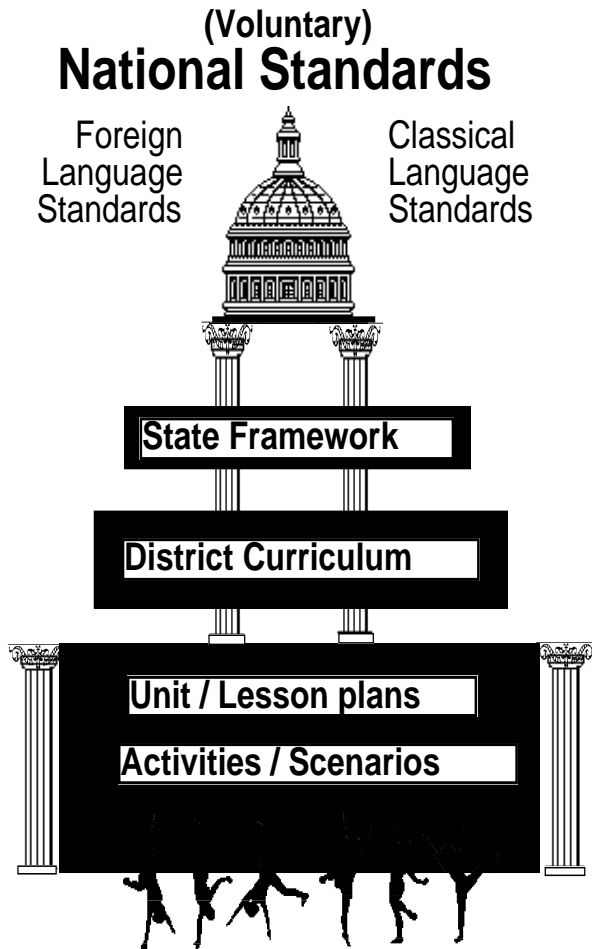 (Voluntary)
National Standards
Foreign
Language
Standards
Classical
Language
Standards
State Framework
District Curriculum
Unit / Lesson plans
Activities / Scenarios